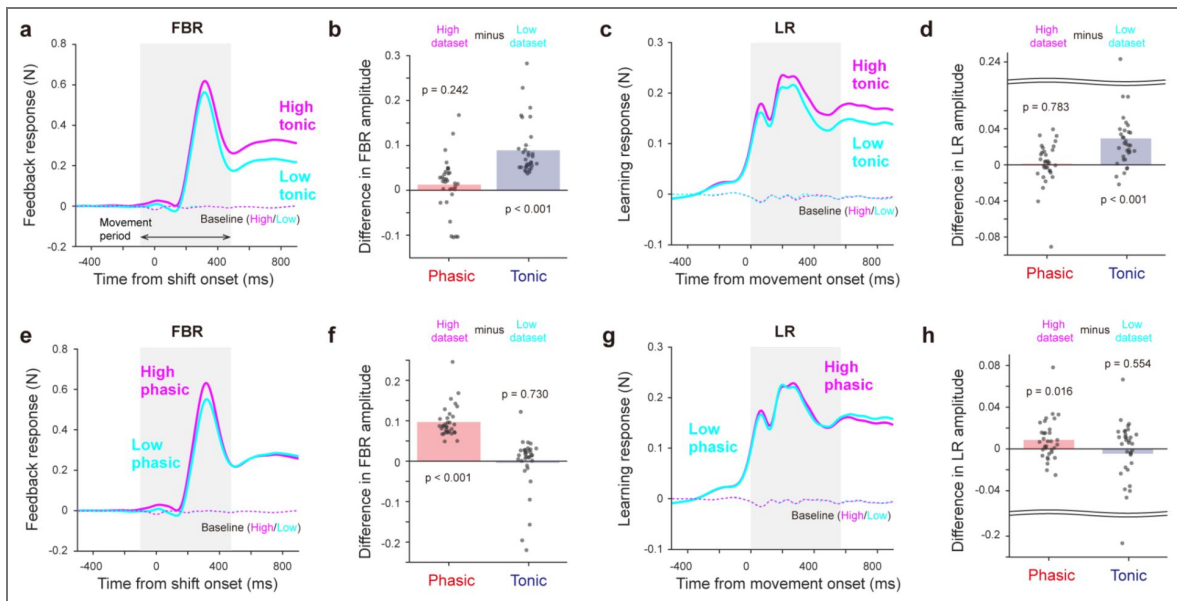 a
FBR
Feedback response (N)
0.8
0.6
0.4
0.2
0
-0.2
High
tonic
Low
tonic
Baseline (High/Low)
Movement
period
-400
0
400
800
Time from shift onset (ms)
b
High
dataset
minus
Low
dataset
Difference in FBR amplitude
0.3
0.2
0.1
0
-0.1
p = 0.242
p < 0.001
Phasic
Tonic
c
LR
Learning response (N)
0.3
0.2
0.1
0
-0.1
High
tonic
Low
tonic
Baseline (High/Low)
-400
0
400
800
Time from movement onset (ms)
d
High
dataset
minus
Low
dataset
Difference in LR amplitude
0.24
0.04
0
-0.04
-0.08
p = 0.783
p < 0.001
Phasic
Tonic
e
FBR
Feedback response (N)
0.8
0.6
0.4
0.2
0
-0.2
High
phasic
Low
phasic
Baseline (High/Low)
-400
0
400
800
Time from shift onset (ms)
f
High
dataset
minus
Low
dataset
Difference in FBR amplitude
0.3
0.2
0.1
0
-0.1
-0.2
p = 0.730
p < 0.001
Phasic
Tonic
g
LR
Learning response (N)
0.3
0.2
0.1
0
-0.1
High
phasic
Low
phasic
Baseline (High/Low)
-400
0
400
800
Time from movement onset (ms)
h
High
dataset
minus
Low
dataset
Difference in LR amplitude
0.08
0.04
0
-0.04
-0.2
p = 0.554
p = 0.016
Phasic
Tonic